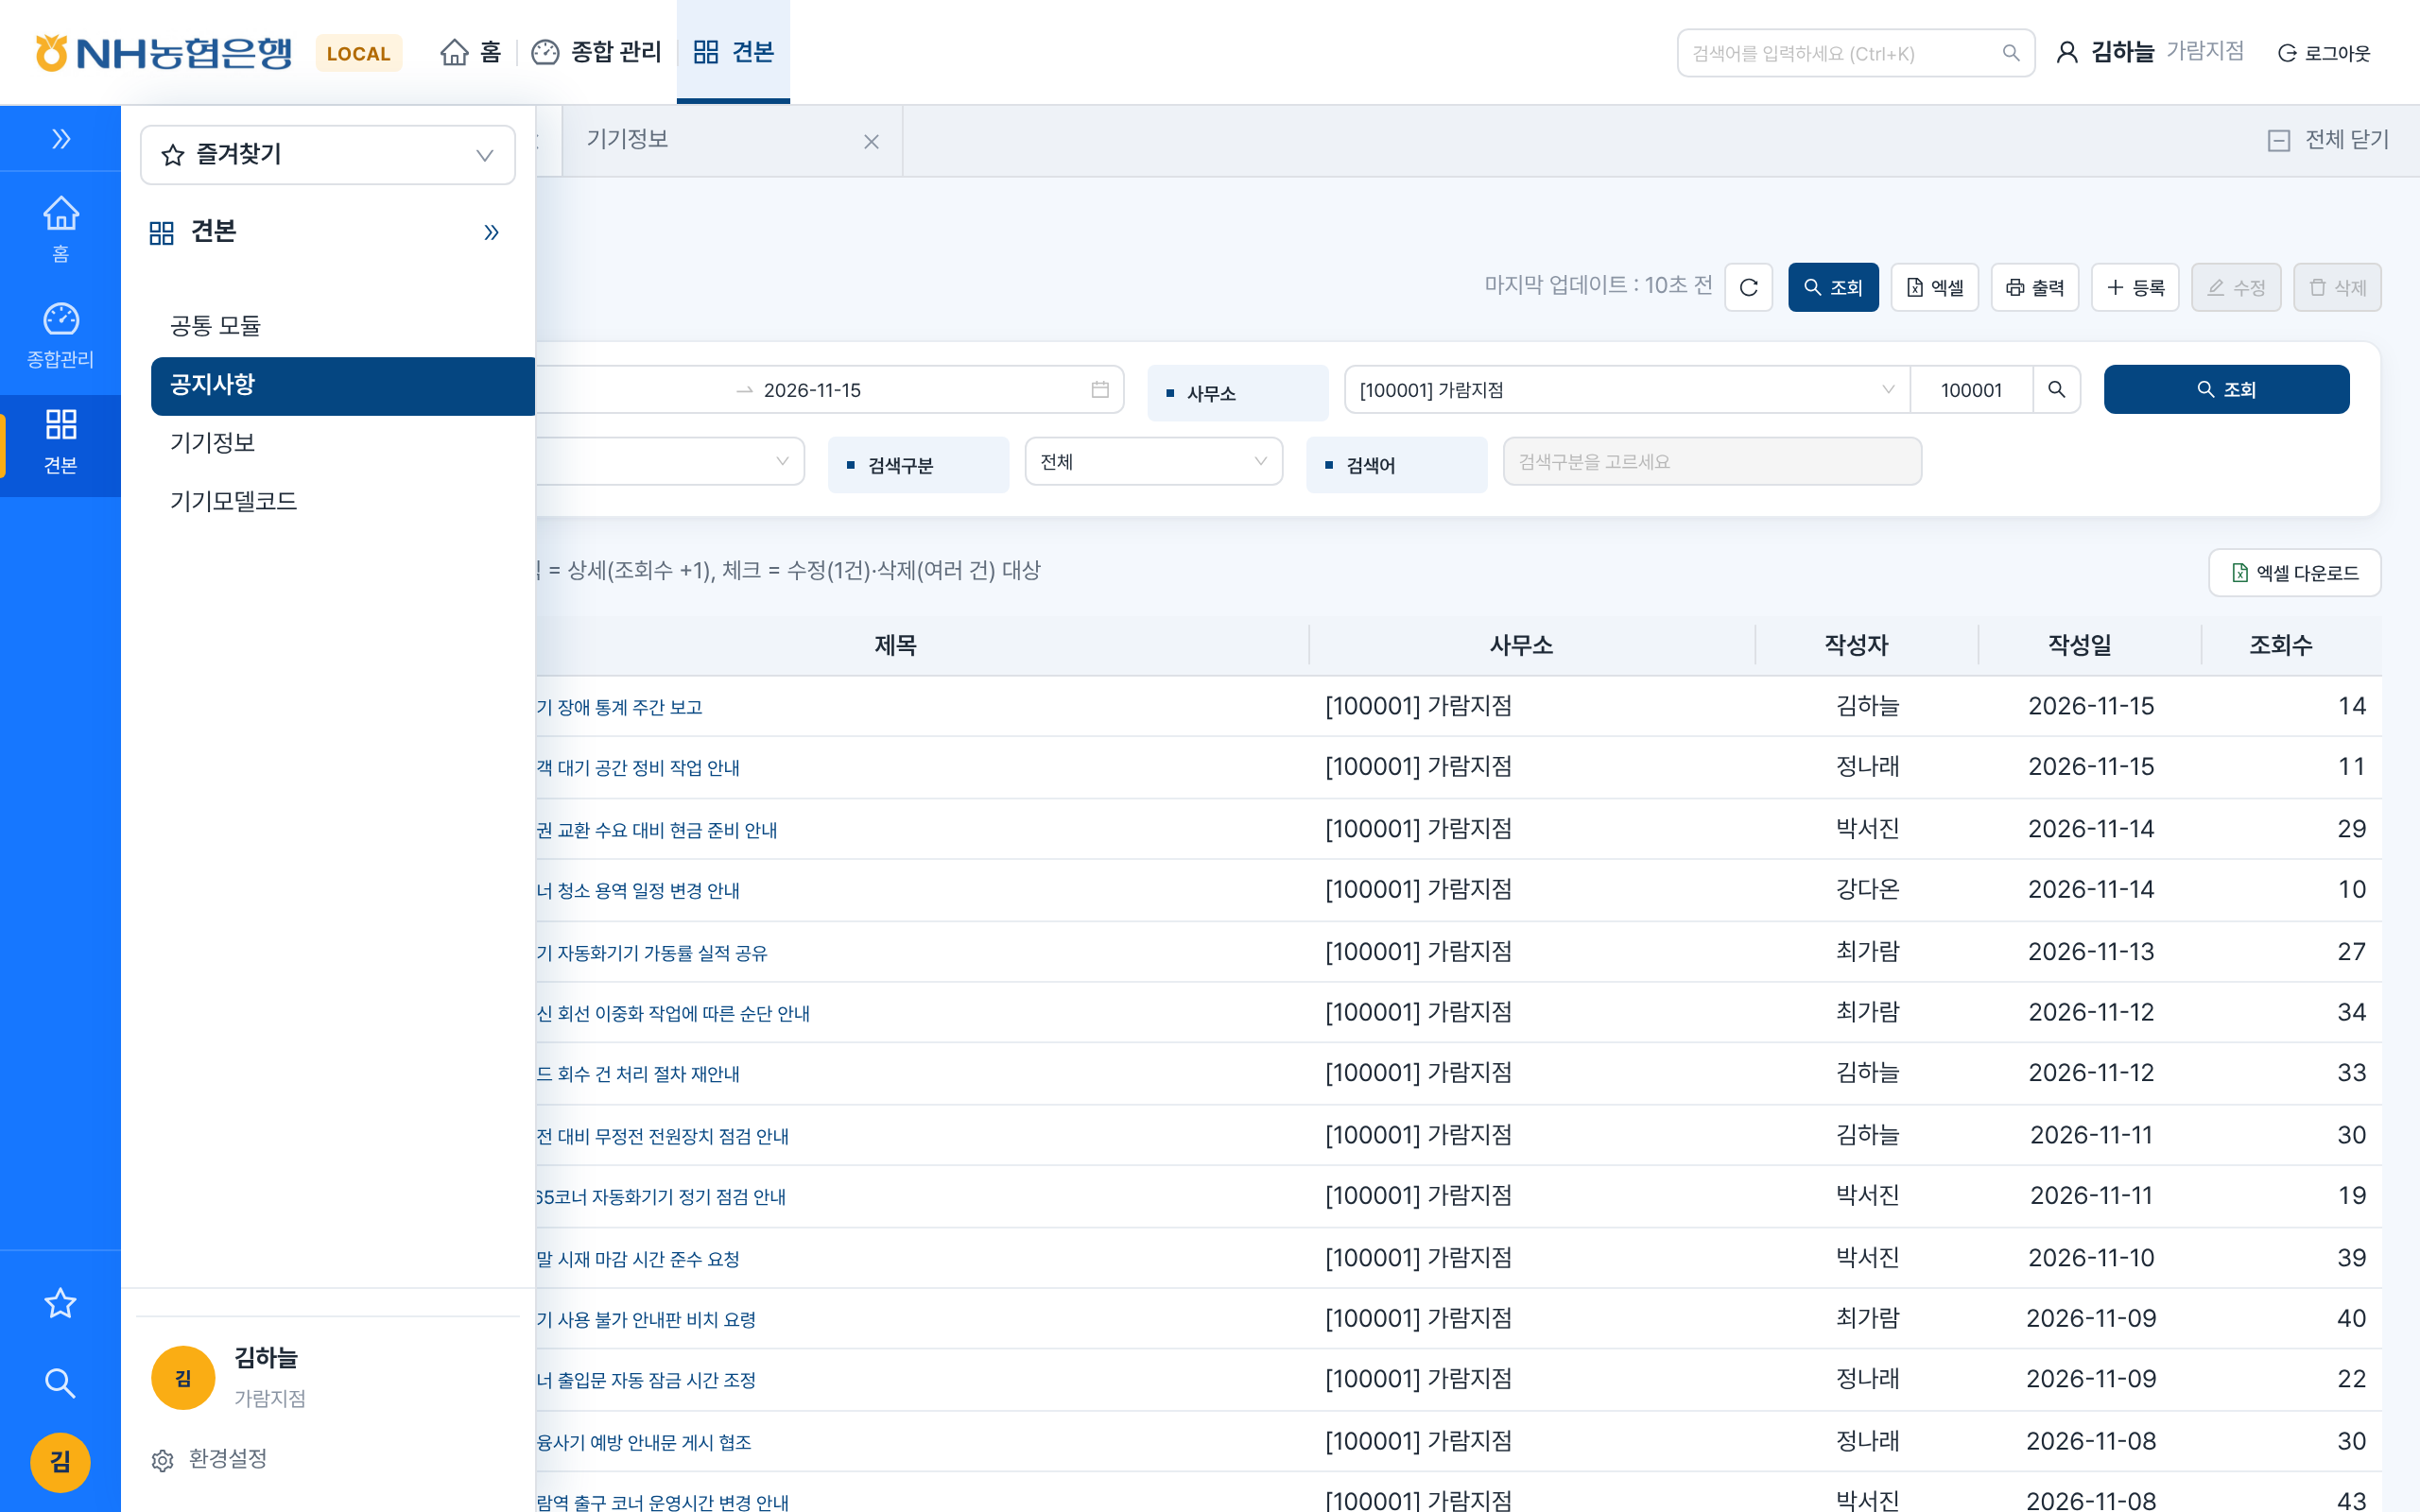 NH농협은행 LOCAL 홈 종합 관리 견본 검색어를 입력하세요 (Ctrl+K) 김하늘 가람지점 로그아웃
즐겨찾기 기기정보 전체 닫기
견본
홈
종합관리
견본
공통 모듈
공지사항
기기정보
기기모델코드
마지막 업데이트 : 10초 전 조회 엑셀 출력 등록 수정 삭제
2026-11-15 사무소 [100001] 가람지점 100001 조회
검색구분 전체 검색어 검색구분을 고르세요
= 상세(조회수 +1), 체크 = 수정(1건)·삭제(여러 건) 대상 엑셀 다운로드
제목 사무소 작성자 작성일 조회수
기 장애 통계 주간 보고 [100001] 가람지점 김하늘 2026-11-15 14
객 대기 공간 정비 작업 안내 [100001] 가람지점 정나래 2026-11-15 11
권 교환 수요 대비 현금 준비 안내 [100001] 가람지점 박서진 2026-11-14 29
너 청소 용역 일정 변경 안내 [100001] 가람지점 강다온 2026-11-14 10
기 자동화기기 가동률 실적 공유 [100001] 가람지점 최가람 2026-11-13 27
신 회선 이중화 작업에 따른 순단 안내 [100001] 가람지점 최가람 2026-11-12 34
드 회수 건 처리 절차 재안내 [100001] 가람지점 김하늘 2026-11-12 33
전 대비 무정전 전원장치 점검 안내 [100001] 가람지점 김하늘 2026-11-11 30
65코너 자동화기기 정기 점검 안내 [100001] 가람지점 박서진 2026-11-11 19
말 시재 마감 시간 준수 요청 [100001] 가람지점 박서진 2026-11-10 39
기 사용 불가 안내판 비치 요령 [100001] 가람지점 최가람 2026-11-09 40
너 출입문 자동 잠금 시간 조정 [100001] 가람지점 정나래 2026-11-09 22
융사기 예방 안내문 게시 협조 [100001] 가람지점 정나래 2026-11-08 30
람역 출구 코너 운영시간 변경 안내 [100001] 가람지점 박서진 2026-11-08 43
김 김하늘
가람지점
환경설정
김